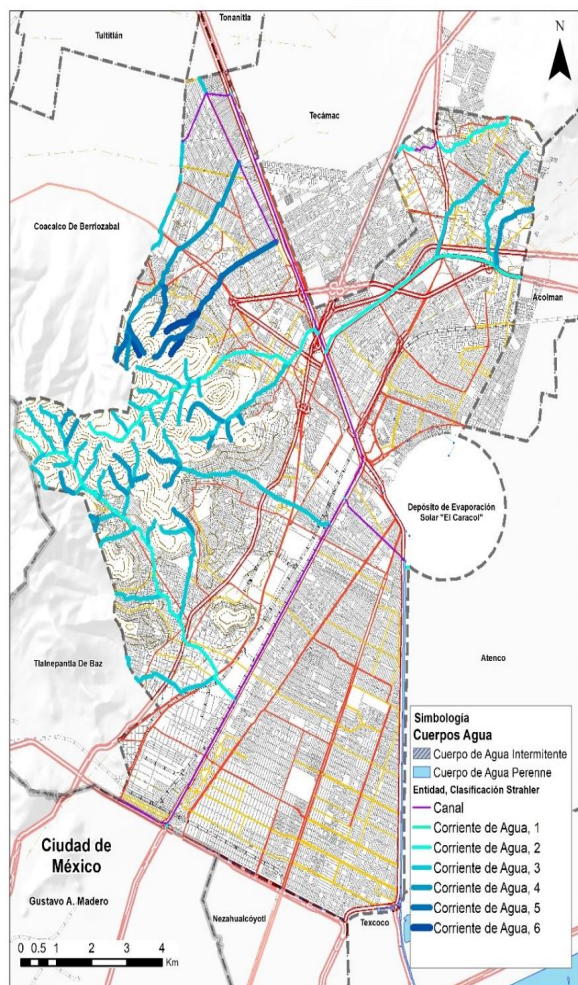 Tonanitla
Tultitlán
N
Tecámac
Coacalco De Berriozabal
Acolman
Depósito de Evaporación
Solar "El Caracol"
Atenco
Tlalnepantla De Baz
Simbología
Cuerpos Agua
Cuerpo de Agua Intermitente
Cuerpo de Agua Perenne
Entidad, Clasificación Strahler
Canal
Corriente de Agua, 1
Corriente de Agua, 2
Corriente de Agua, 3
Corriente de Agua, 4
Corriente de Agua, 5
Corriente de Agua, 6
Ciudad de
México
Gustavo A. Madero
Nezahualcóyotl
Texcoco
0 0.5 1 2 3 4
Km